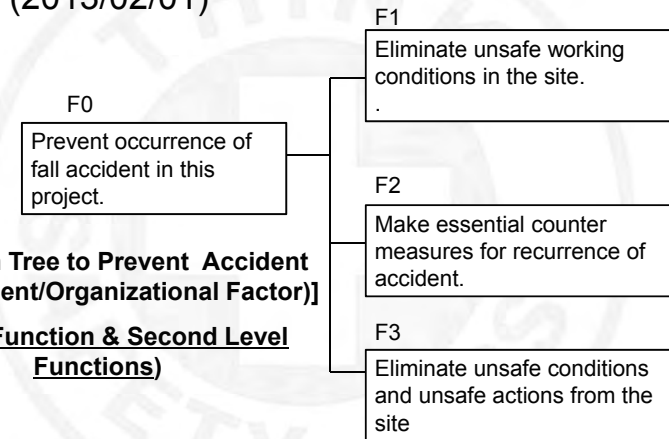 (2015/02/01)
F1
Eliminate unsafe working
conditions in the site.
.
F0
Prevent occurrence of
fall accident in this
project.
F2
Make essential counter
measures for recurrence of
accident.
Tree to Prevent Accident
ent/Organizational Factor)]
Function & Second Level
Functions)
F3
Eliminate unsafe conditions
and unsafe actions from the
site